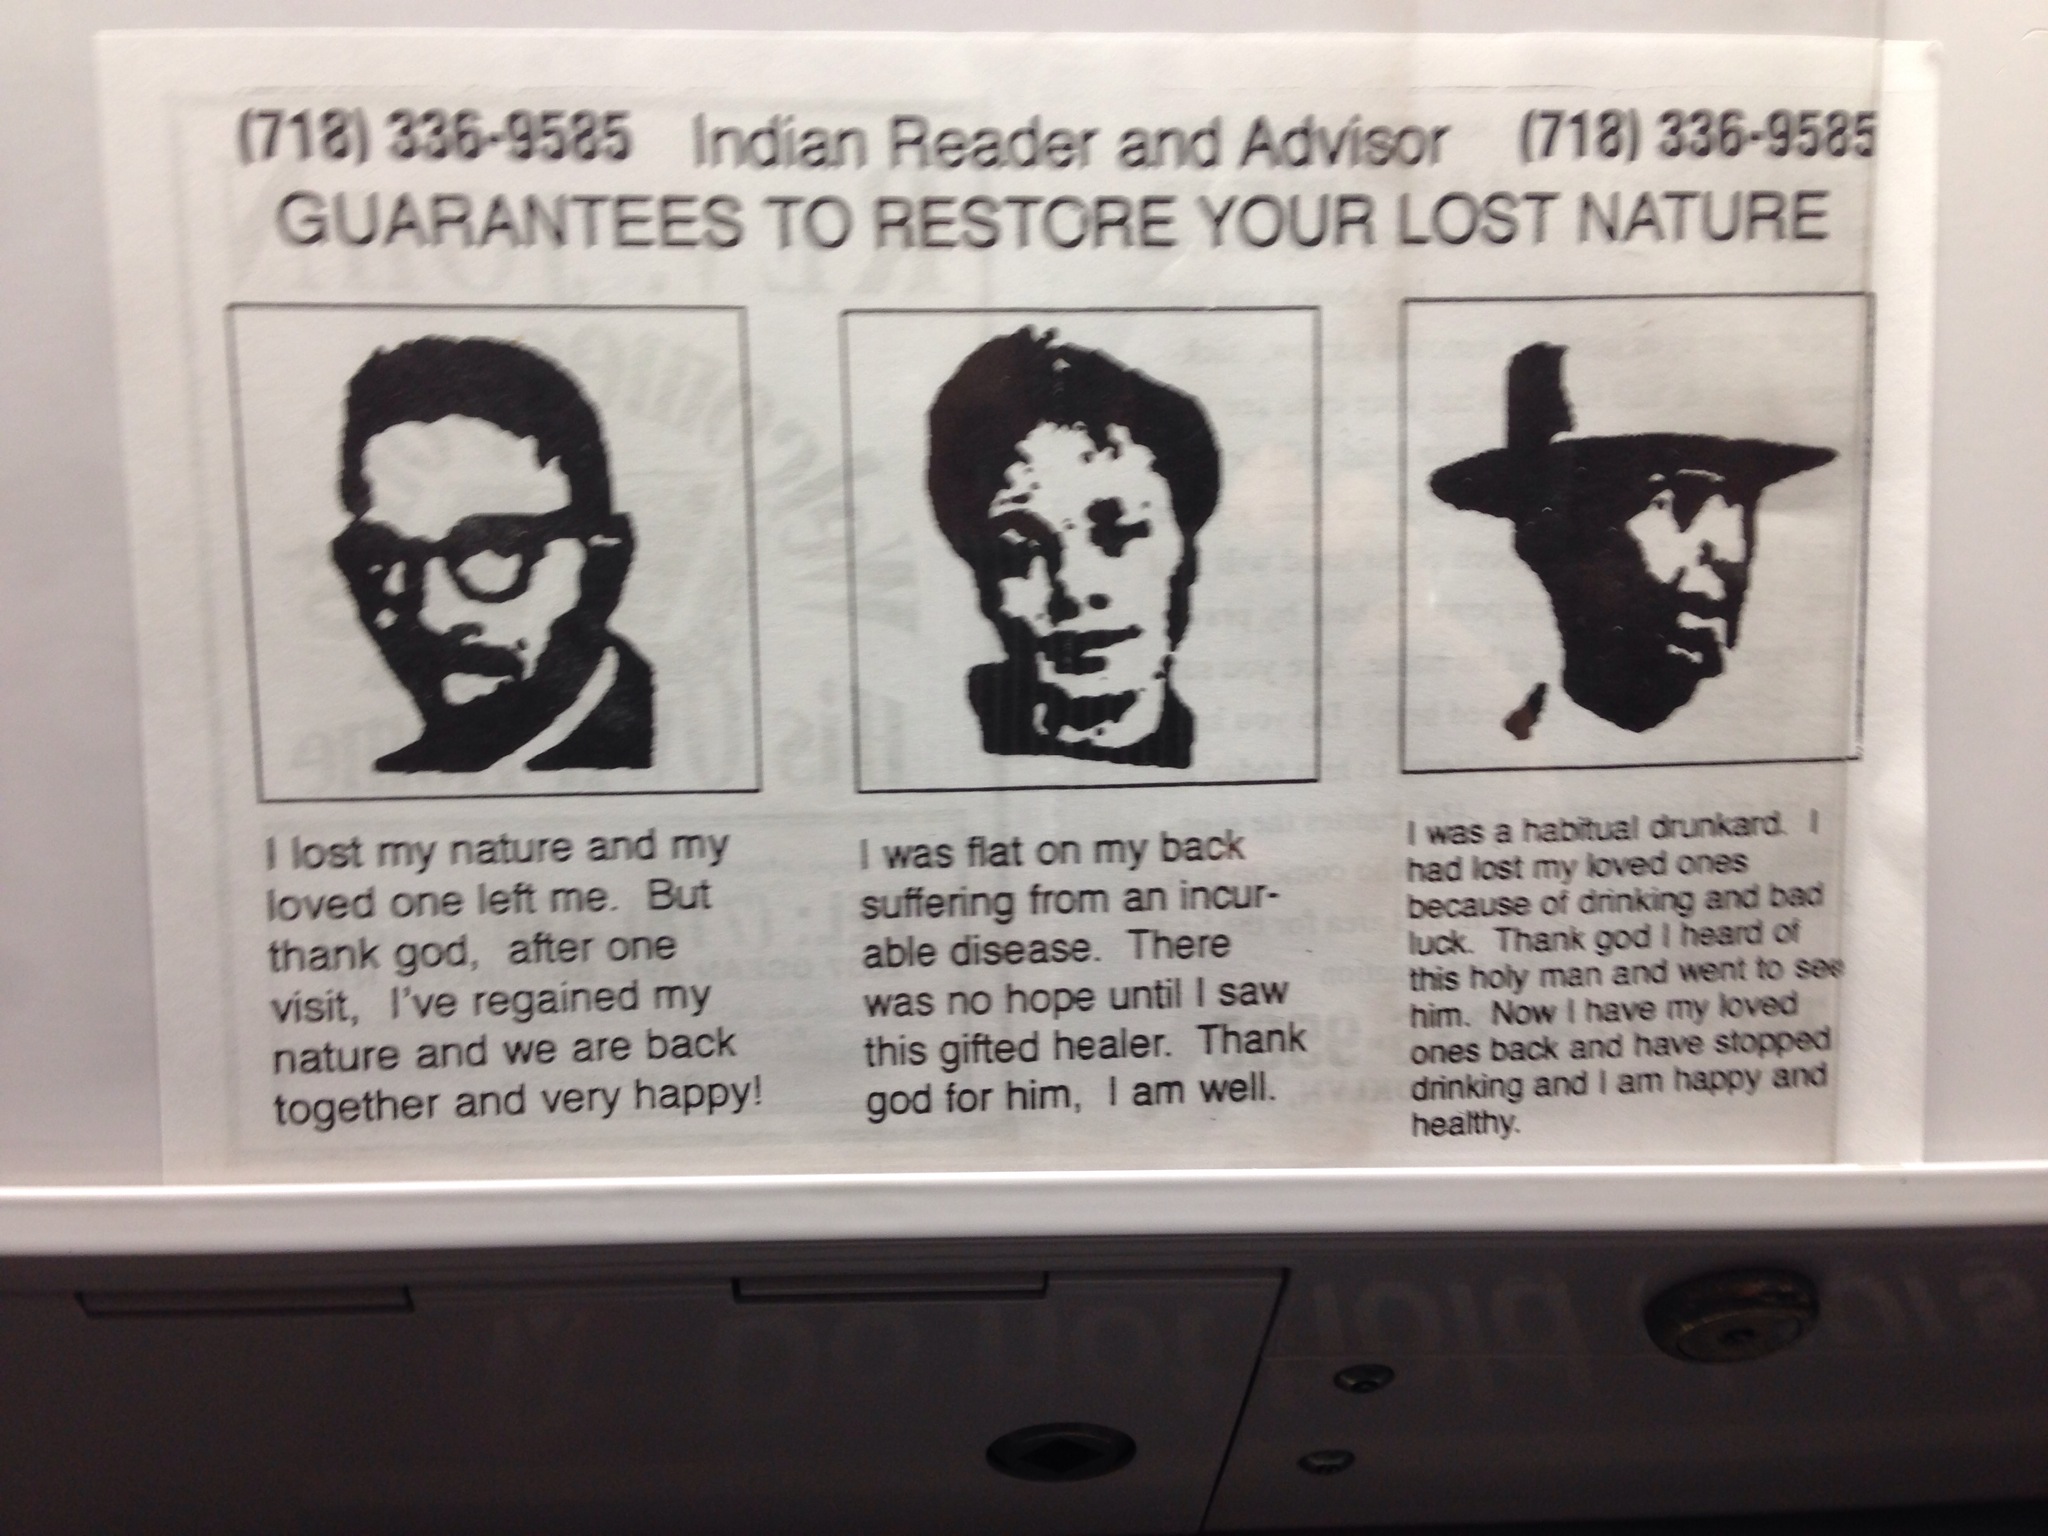 (718) 336-9585 Indian Reader and Advisor (718) 336-9585
GUARANTEES TO RESTORE YOUR LOST NATURE
I lost my nature and my
loved one left me. But
thank god, after one
visit, I've regained my
nature and we are back
together and very happy!
I was flat on my back
suffering from an incur-
able disease. There
was no hope until I saw
this gifted healer. Thank
god for him, I am well.
I was a habitual drunkard. I
had lost my loved ones
because of drinking and bad
luck. Thank god I heard of
this holy man and went to see
him. Now I have my loved
ones back and have stopped
drinking and I am happy and
healthy.